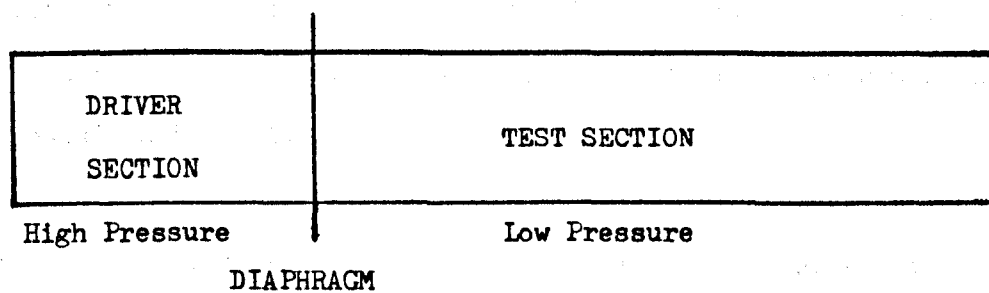 DRIVER
SECTION
TEST SECTION
High Pressure
Low Pressure
DIAPHRAGM